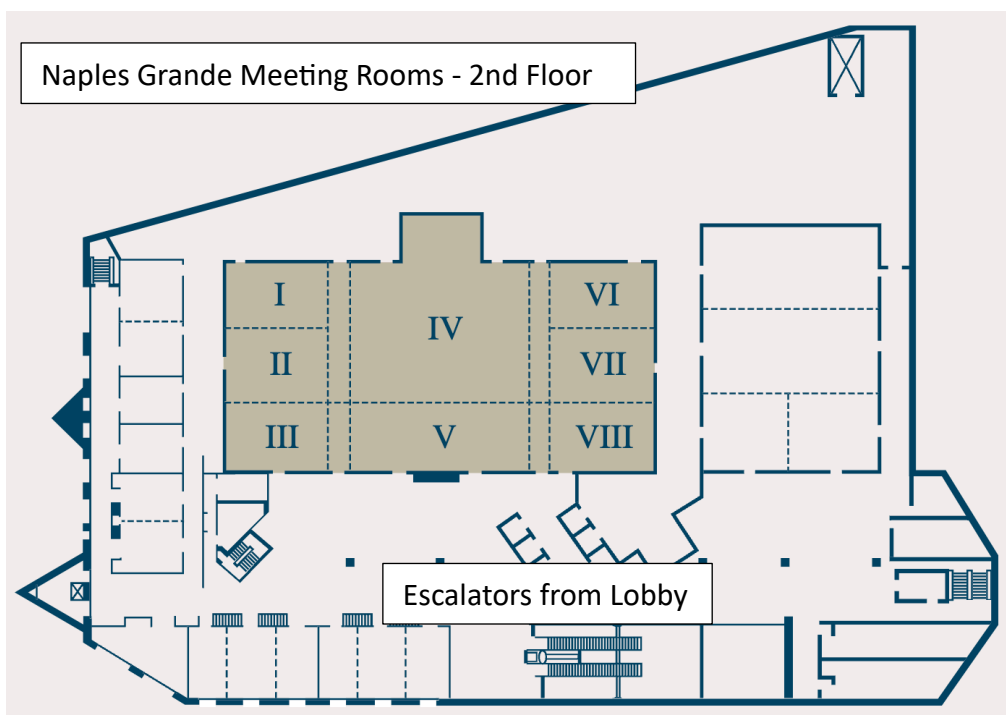 Naples Grande Meeting Rooms - 2nd Floor
I
VI
IV
II
VII
III
V
VIII
Escalators from Lobby